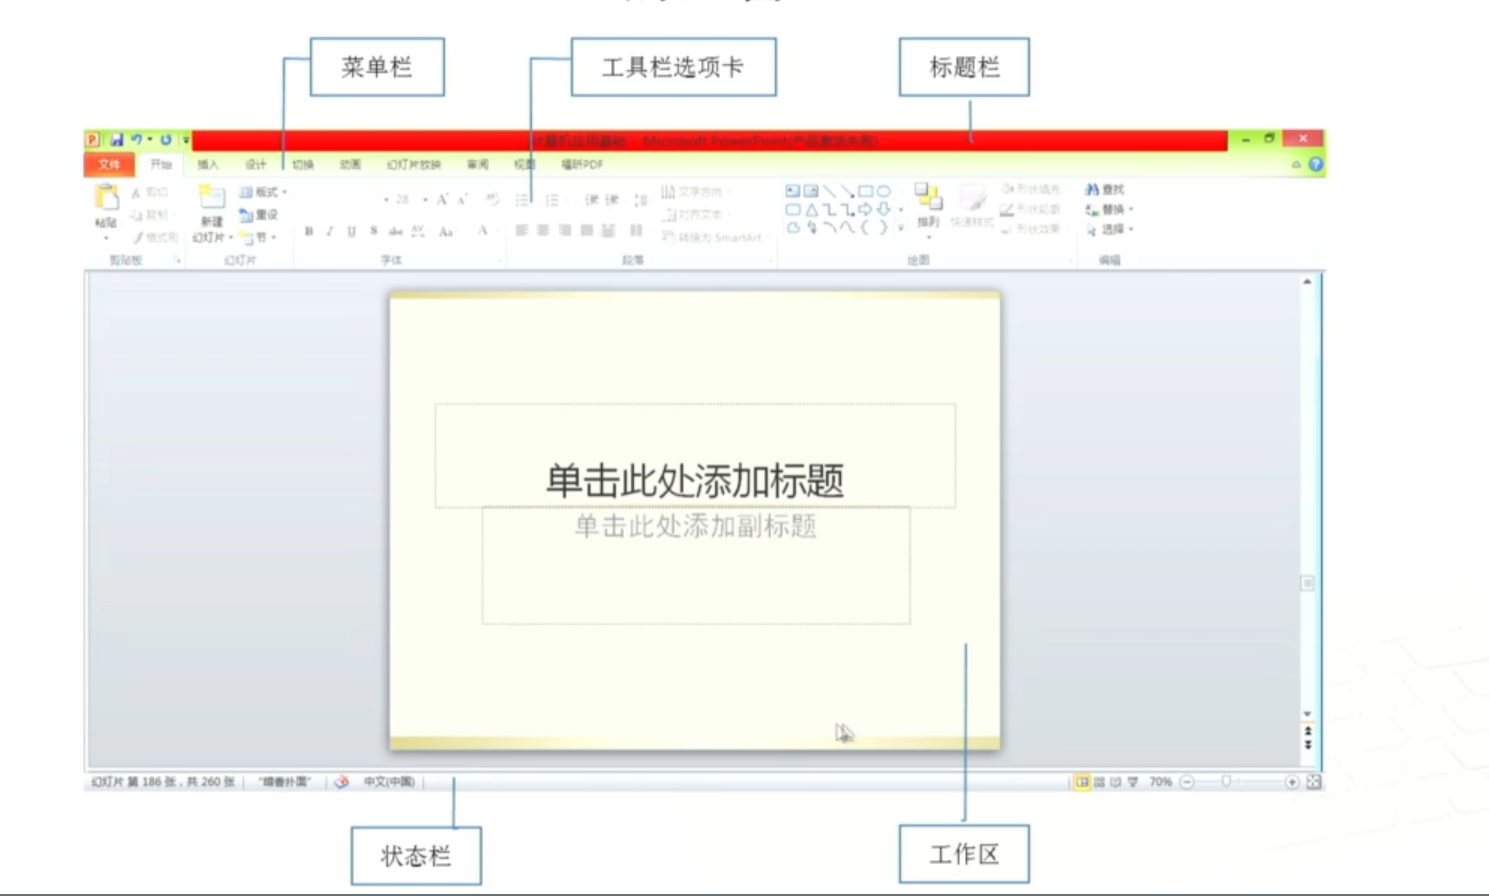 菜单栏
工具栏选项卡
标题栏
计算机应用基础 - Microsoft PowerPoint(产品激活失败)
文件 开始 插入 设计 切换 动画 幻灯片放映 审阅 视图 福昕PDF
剪切
复制
格式刷
粘贴
新建
幻灯片
版式
重设
节
28
B I U S abc AV Aa A
文字方向
对齐文本
转换为 SmartArt
排列
快速样式
形状填充
形状轮廓
形状效果
查找
替换
选择
剪贴板 幻灯片 字体 段落 绘图 编辑
单击此处添加标题
单击此处添加副标题
幻灯片 第 186 张，共 260 张 "暗香扑面" 中文(中国) 70%
状态栏
工作区